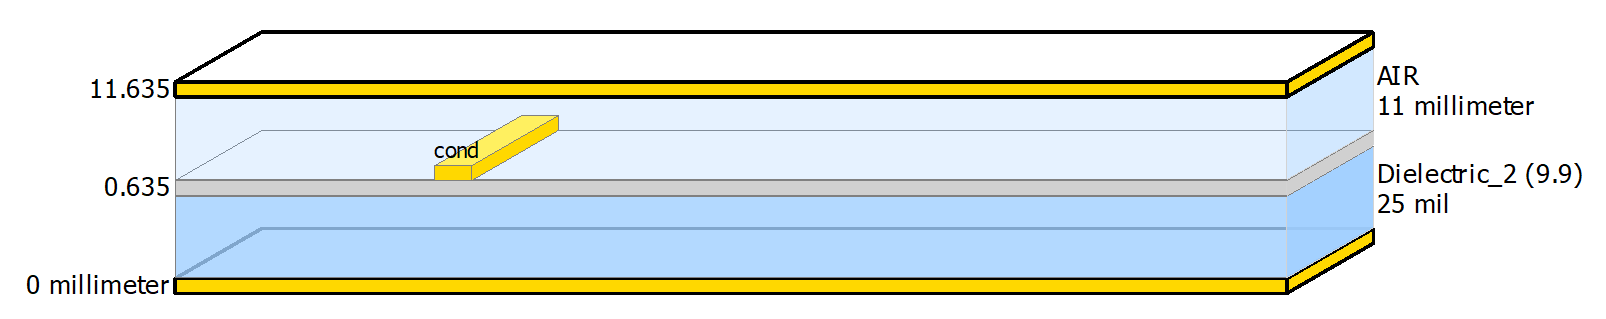 11.635
AIR
11 millimeter
cond
0.635
Dielectric_2 (9.9)
25 mil
0 millimeter